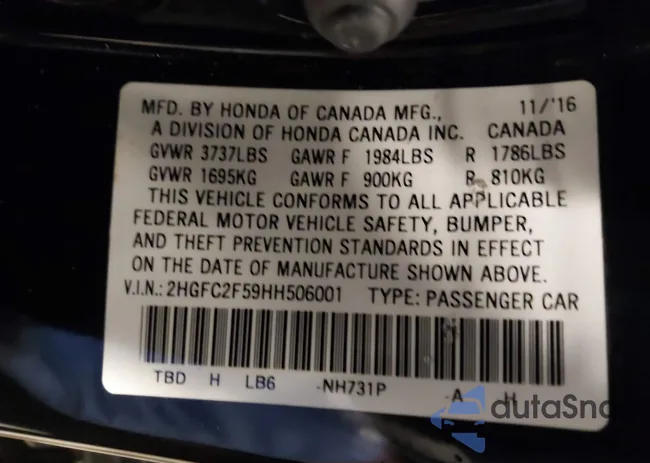 MFD. BY HONDA OF CANADA MFG., 11/'16
A DIVISION OF HONDA CANADA INC. CANADA
GVWR 3737LBS GAWR F 1984LBS R 1786LBS
GVWR 1695KG GAWR F 900KG R 810KG
THIS VEHICLE CONFORMS TO ALL APPLICABLE
FEDERAL MOTOR VEHICLE SAFETY, BUMPER,
AND THEFT PREVENTION STANDARDS IN EFFECT
ON THE DATE OF MANUFACTURE SHOWN ABOVE.
V.I.N.: 2HGFC2F59HH506001 TYPE: PASSENGER CAR
TBD H LB6 -NH731P -A H
dutaSna